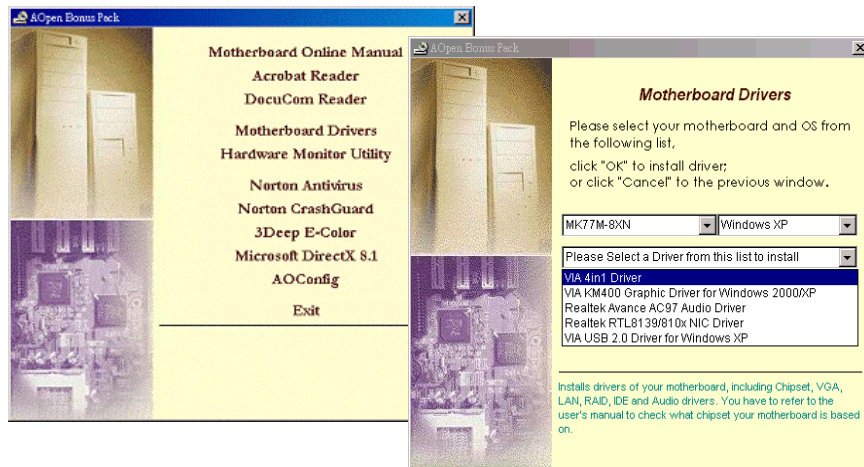 AOpen Bonus Pack
Motherboard Online Manual
Acrobat Reader
DocuCom Reader
Motherboard Drivers
Hardware Monitor Utility
Norton Antivirus
Norton CrashGuard
3Deep E-Color
Microsoft DirectX 8.1
AOConfig
Exit
AOpen Bonus Pack
Motherboard Drivers
Please select your motherboard and OS from
the following list,
click "OK" to install driver;
or click "Cancel" to the previous window.
MK77M-8XN
Windows XP
Please Select a Driver from this list to install
VIA 4in1 Driver
VIA KM400 Graphic Driver for Windows 2000/XP
Realtek Avance AC97 Audio Driver
Realtek RTL8139/810x NIC Driver
VIA USB 2.0 Driver for Windows XP
Installs drivers of your motherboard, including Chipset, VGA,
LAN, RAID, IDE and Audio drivers. You have to refer to the
user's manual to check what chipset your motherboard is based
on.